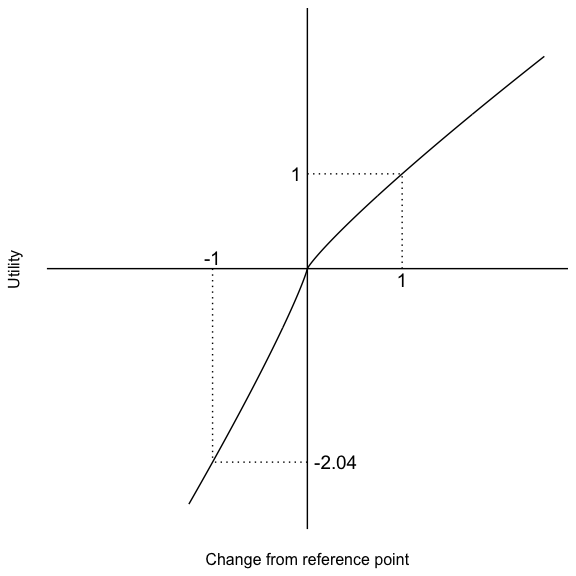 1
-1
Utility
1
-2.04
Change from reference point